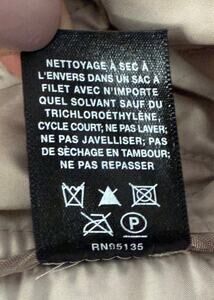 NETTOYAGE À SEC À
L'ENVERS DANS UN SAC À
FILET AVEC N'IMPORTE
QUEL SOLVANT SAUF DU
TRICHLOROÉTHYLÈNE,
CYCLE COURT; NE PAS LAVER;
NE PAS JAVELLISER; PAS
DE SÉCHAGE EN TAMBOUR;
NE PAS REPASSER
P
RN95135